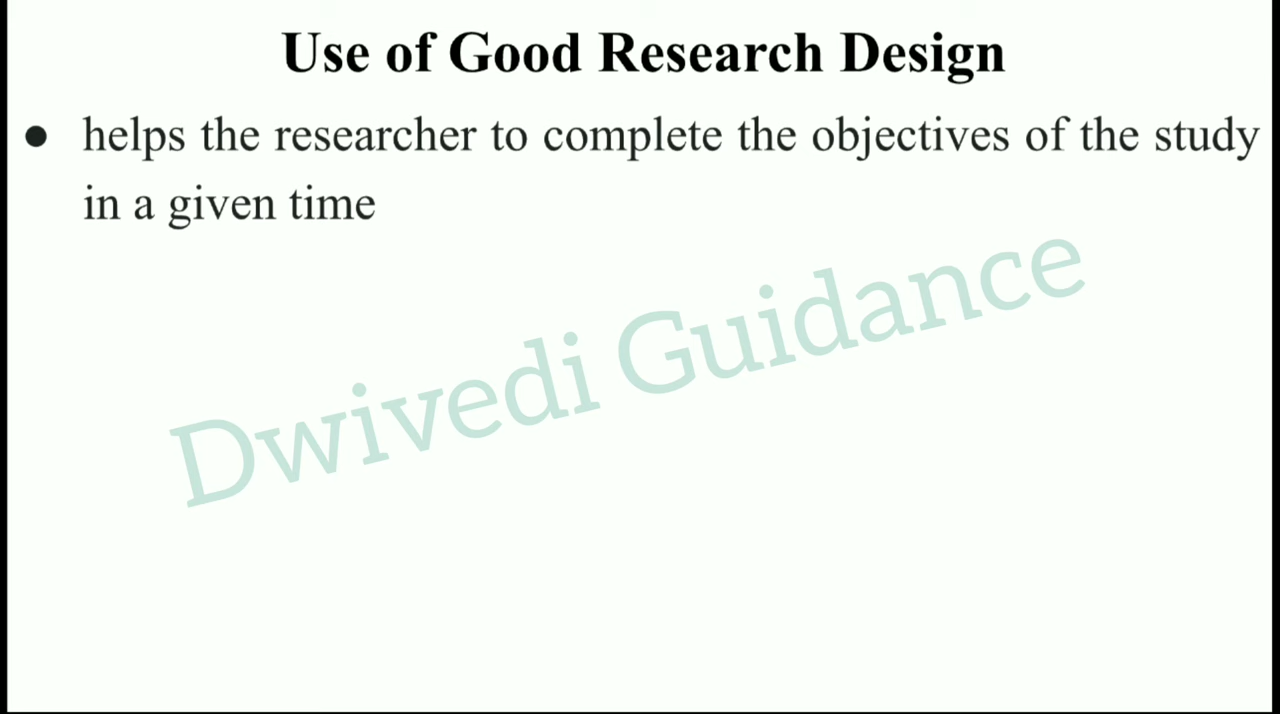 Use of Good Research Design
● helps the researcher to complete the objectives of the study
in a given time
Dwivedi Guidance